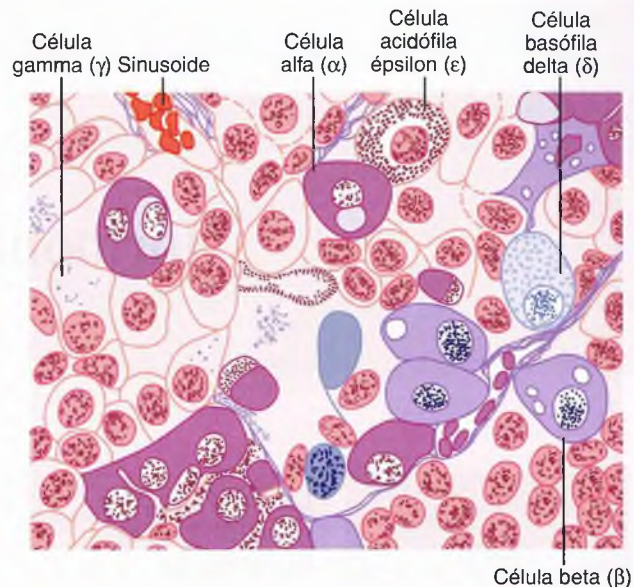 Célula
gamma (γ)
Sinusoide
Célula
alfa (α)
Célula
acidófila
épsilon (ε)
Célula
basófila
delta (δ)
Célula beta (β)